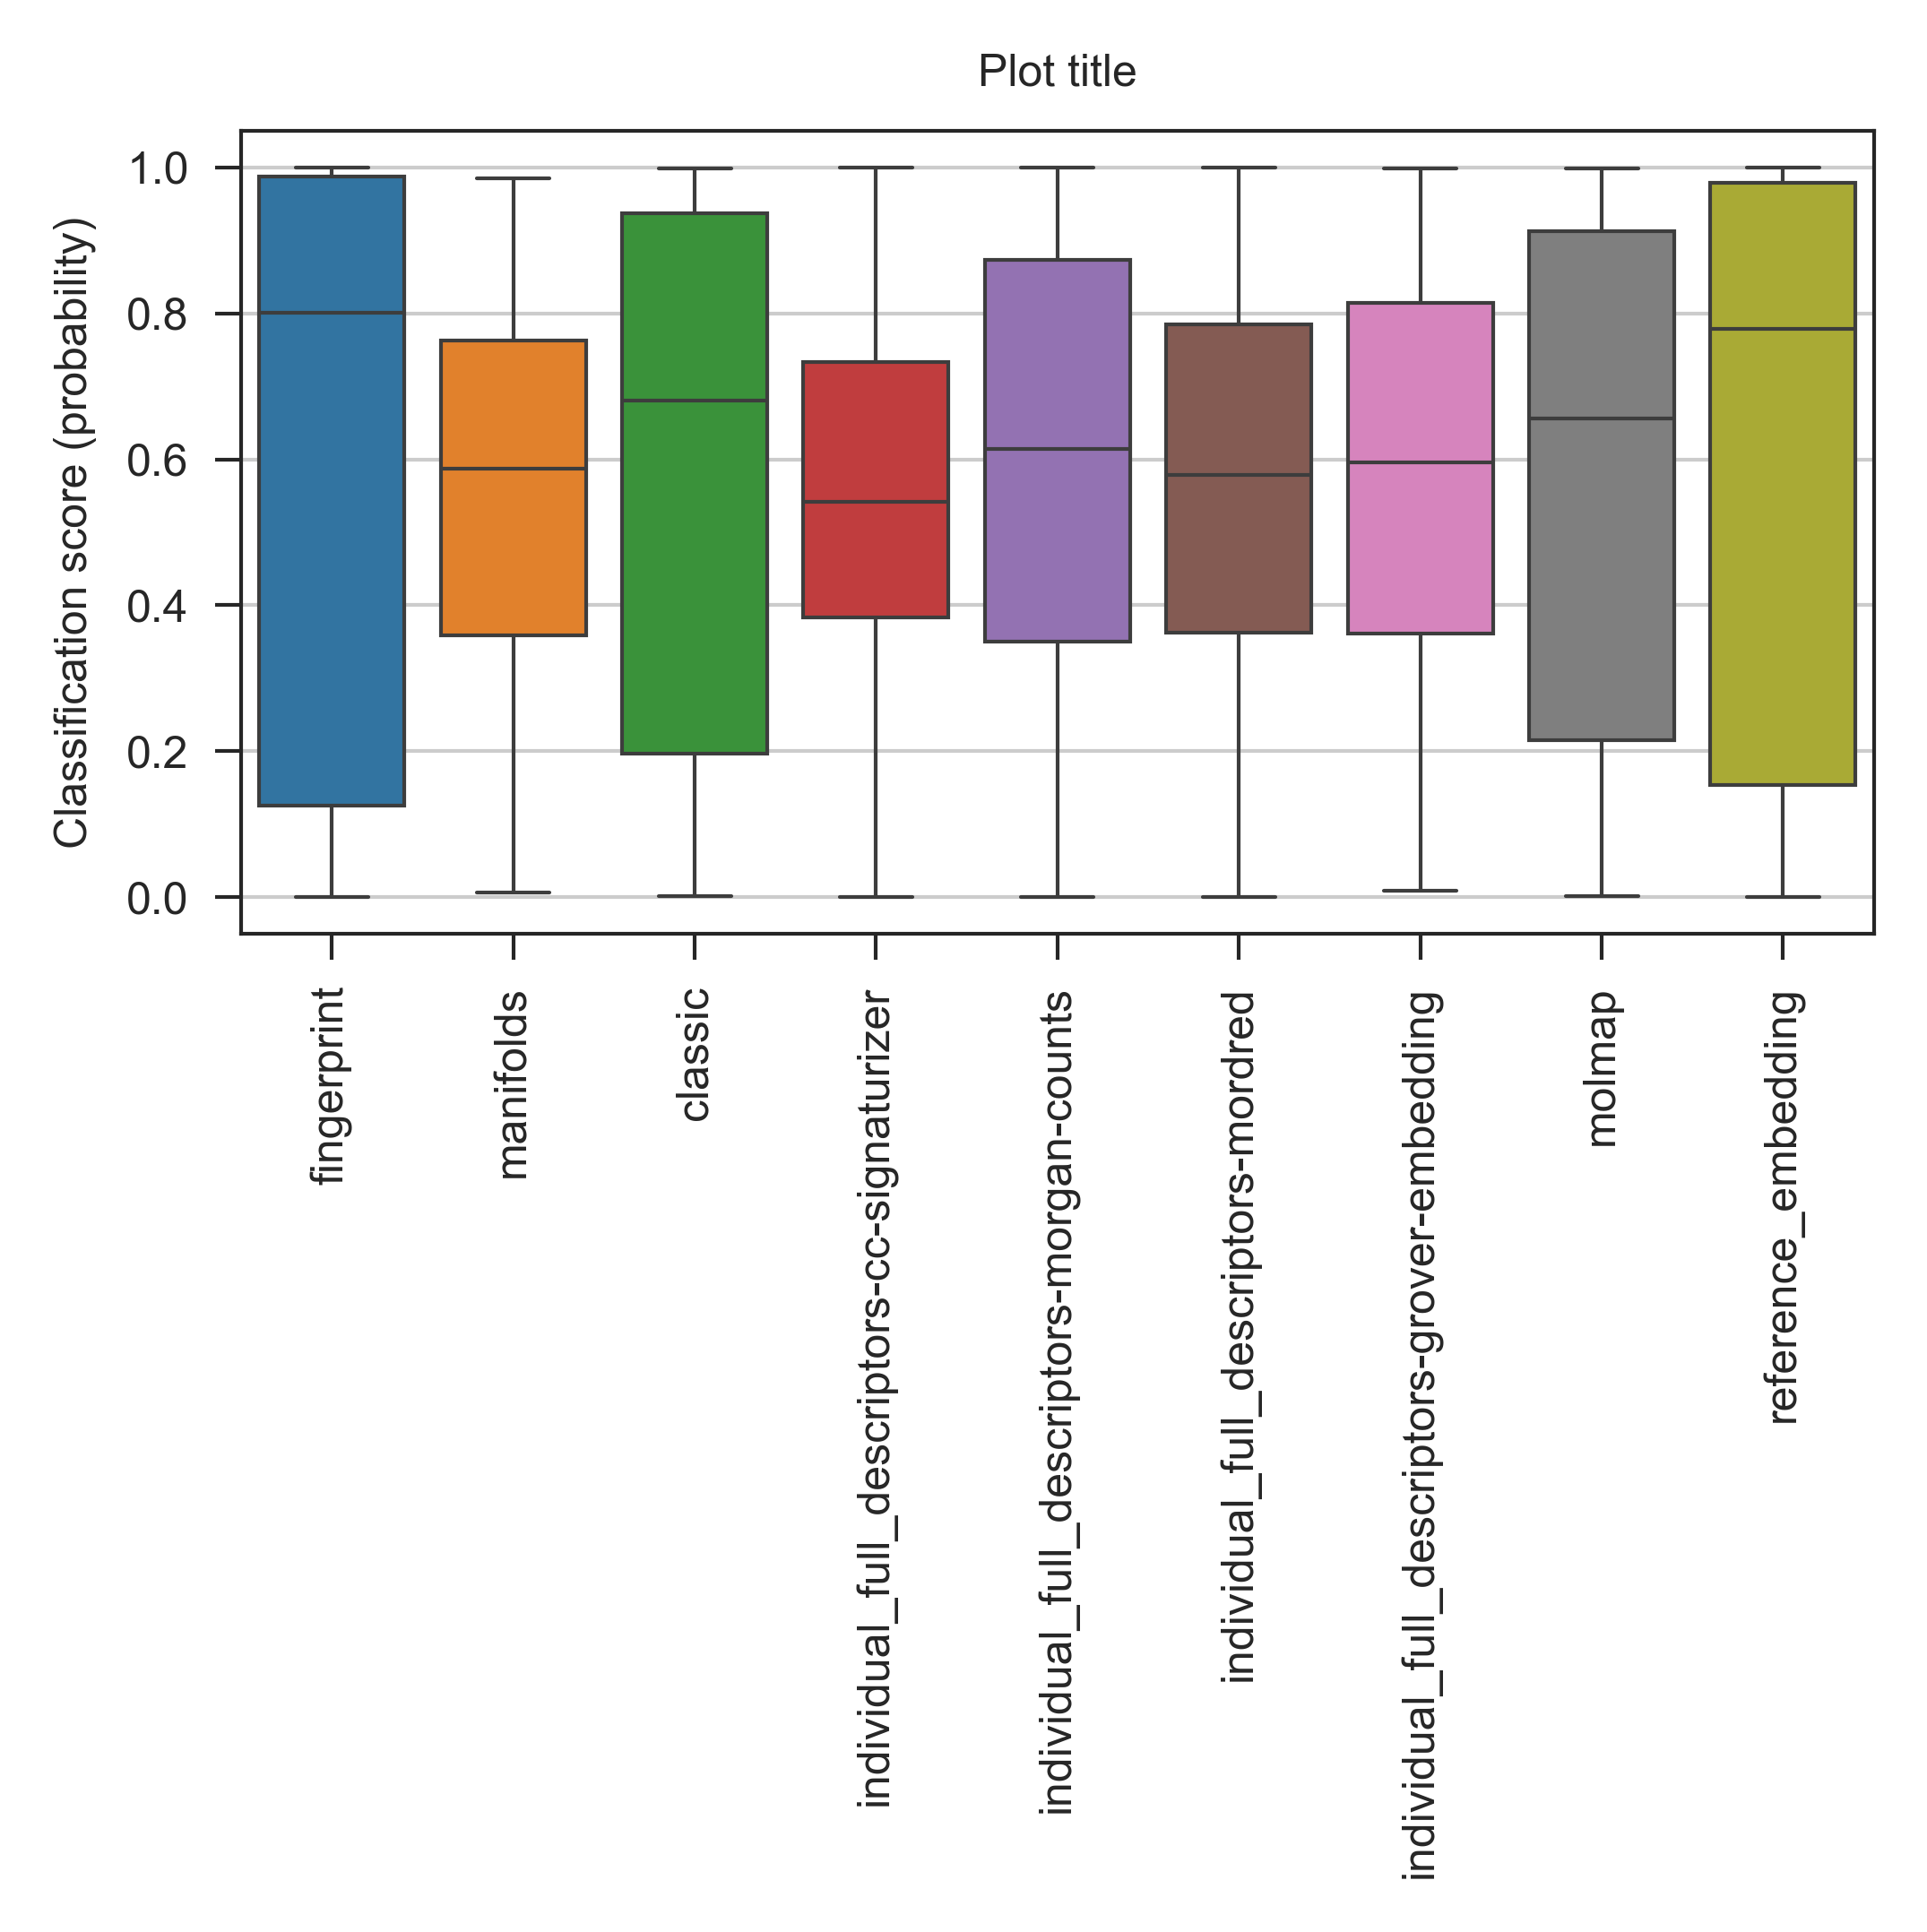 Plot title
Classification score (probability)
1.0
0.8
0.6
0.4
0.2
0.0
fingerprint
manifolds
classic
individual_full_descriptors-cc-signaturizer
individual_full_descriptors-morgan-counts
individual_full_descriptors-mordred
individual_full_descriptors-grover-embedding
molmap
reference_embedding